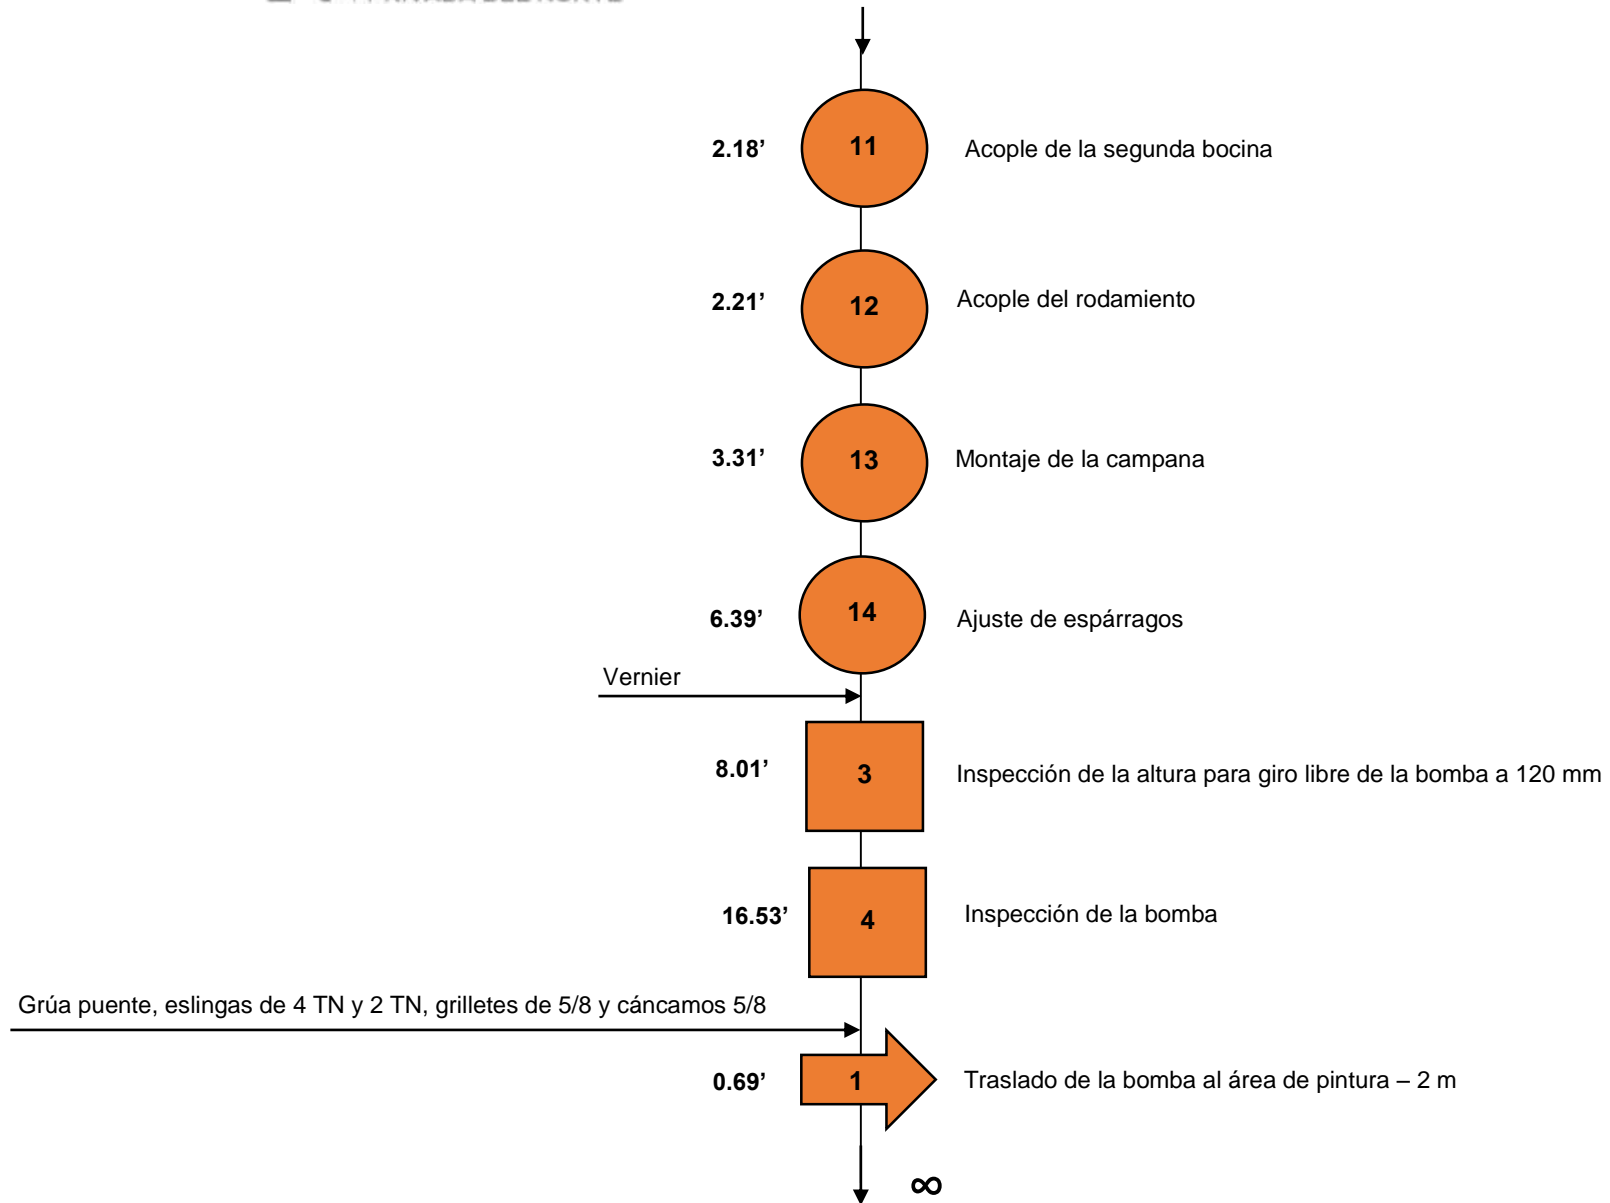 2.18’ 11 Acople de la segunda bocina
2.21’ 12 Acople del rodamiento
3.31’ 13 Montaje de la campana
6.39’ 14 Ajuste de espárragos
Vernier
8.01’ 3 Inspección de la altura para giro libre de la bomba a 120 mm
16.53’ 4 Inspección de la bomba
Grúa puente, eslingas de 4 TN y 2 TN, grilletes de 5/8 y cáncamos 5/8
0.69’ 1 Traslado de la bomba al área de pintura – 2 m
∞